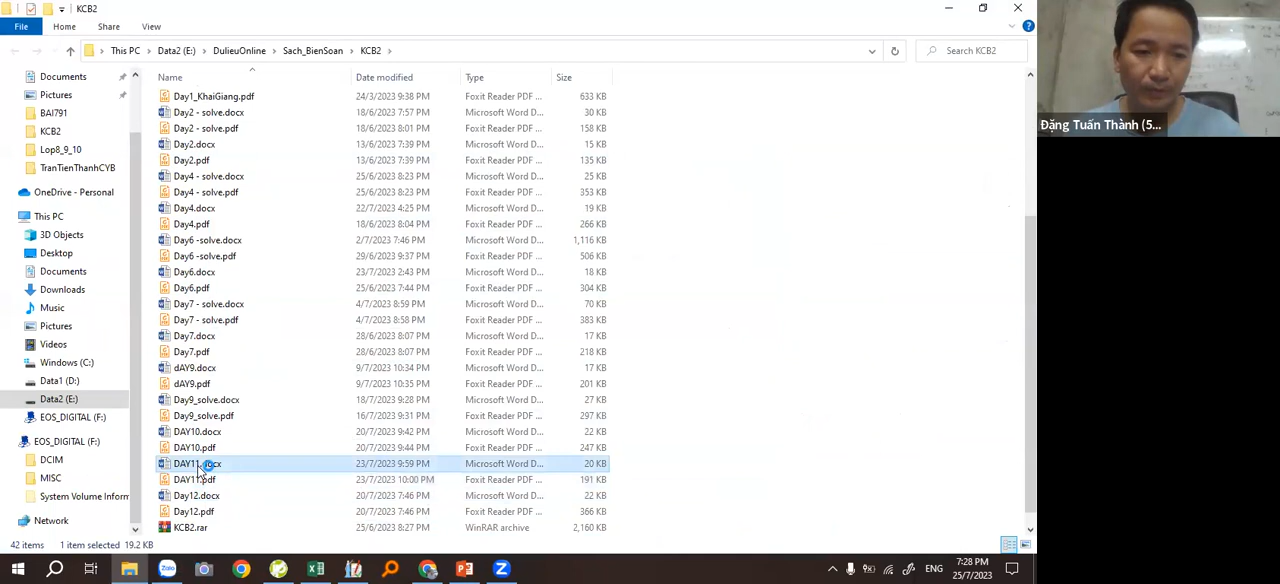 KCB2
File Home Share View
This PC Data2 (E:) DulieuOnline Sach_BienSoan KCB2
Search KCB2
Name Date modified Type Size
Documents
Pictures
BAI791
KCB2
Lop8_9_10
TranTienThanhCYB
OneDrive - Personal
This PC
3D Objects
Desktop
Documents
Downloads
Music
Pictures
Videos
Windows (C:)
Data1 (D:)
Data2 (E:)
EOS_DIGITAL (F:)
EOS_DIGITAL (F:)
DCIM
MISC
System Volume Inform
Network
Day1_KhaiGiang.pdf 24/3/2023 9:38 PM Foxit Reader PDF ... 633 KB
Day2 - solve.docx 18/6/2023 7:57 PM Microsoft Word D... 30 KB
Day2 - solve.pdf 18/6/2023 8:01 PM Foxit Reader PDF ... 158 KB
Day2.docx 13/6/2023 7:39 PM Microsoft Word D... 15 KB
Day2.pdf 13/6/2023 7:39 PM Foxit Reader PDF ... 135 KB
Day4 - solve.docx 25/6/2023 8:23 PM Microsoft Word D... 25 KB
Day4 - solve.pdf 25/6/2023 8:23 PM Foxit Reader PDF ... 353 KB
Day4.docx 22/7/2023 4:25 PM Microsoft Word D... 19 KB
Day4.pdf 18/6/2023 8:04 PM Foxit Reader PDF ... 266 KB
Day6 -solve.docx 2/7/2023 7:46 PM Microsoft Word D... 1,116 KB
Day6 -solve.pdf 29/6/2023 9:37 PM Foxit Reader PDF ... 506 KB
Day6.docx 23/7/2023 2:43 PM Microsoft Word D... 18 KB
Day6.pdf 25/6/2023 7:44 PM Foxit Reader PDF ... 304 KB
Day7 - solve.docx 4/7/2023 8:59 PM Microsoft Word D... 70 KB
Day7 - solve.pdf 4/7/2023 8:58 PM Foxit Reader PDF ... 383 KB
Day7.docx 28/6/2023 8:07 PM Microsoft Word D... 17 KB
Day7.pdf 28/6/2023 8:07 PM Foxit Reader PDF ... 218 KB
dAY9.docx 9/7/2023 10:34 PM Microsoft Word D... 17 KB
dAY9.pdf 9/7/2023 10:35 PM Foxit Reader PDF ... 201 KB
Day9_solve.docx 18/7/2023 9:28 PM Microsoft Word D... 27 KB
Day9_solve.pdf 16/7/2023 9:31 PM Foxit Reader PDF ... 297 KB
DAY10.docx 20/7/2023 9:42 PM Microsoft Word D... 22 KB
DAY10.pdf 20/7/2023 9:44 PM Foxit Reader PDF ... 247 KB
DAY11.docx 23/7/2023 9:59 PM Microsoft Word D... 20 KB
DAY11.pdf 23/7/2023 10:00 PM Foxit Reader PDF ... 191 KB
Day12.docx 20/7/2023 7:46 PM Microsoft Word D... 22 KB
Day12.pdf 20/7/2023 7:46 PM Foxit Reader PDF ... 366 KB
KCB2.rar 25/6/2023 8:27 PM WinRAR archive 2,160 KB
42 items 1 item selected 19.2 KB
Zalo
ENG
7:28 PM
25/7/2023
Đặng Tuấn Thành (5...